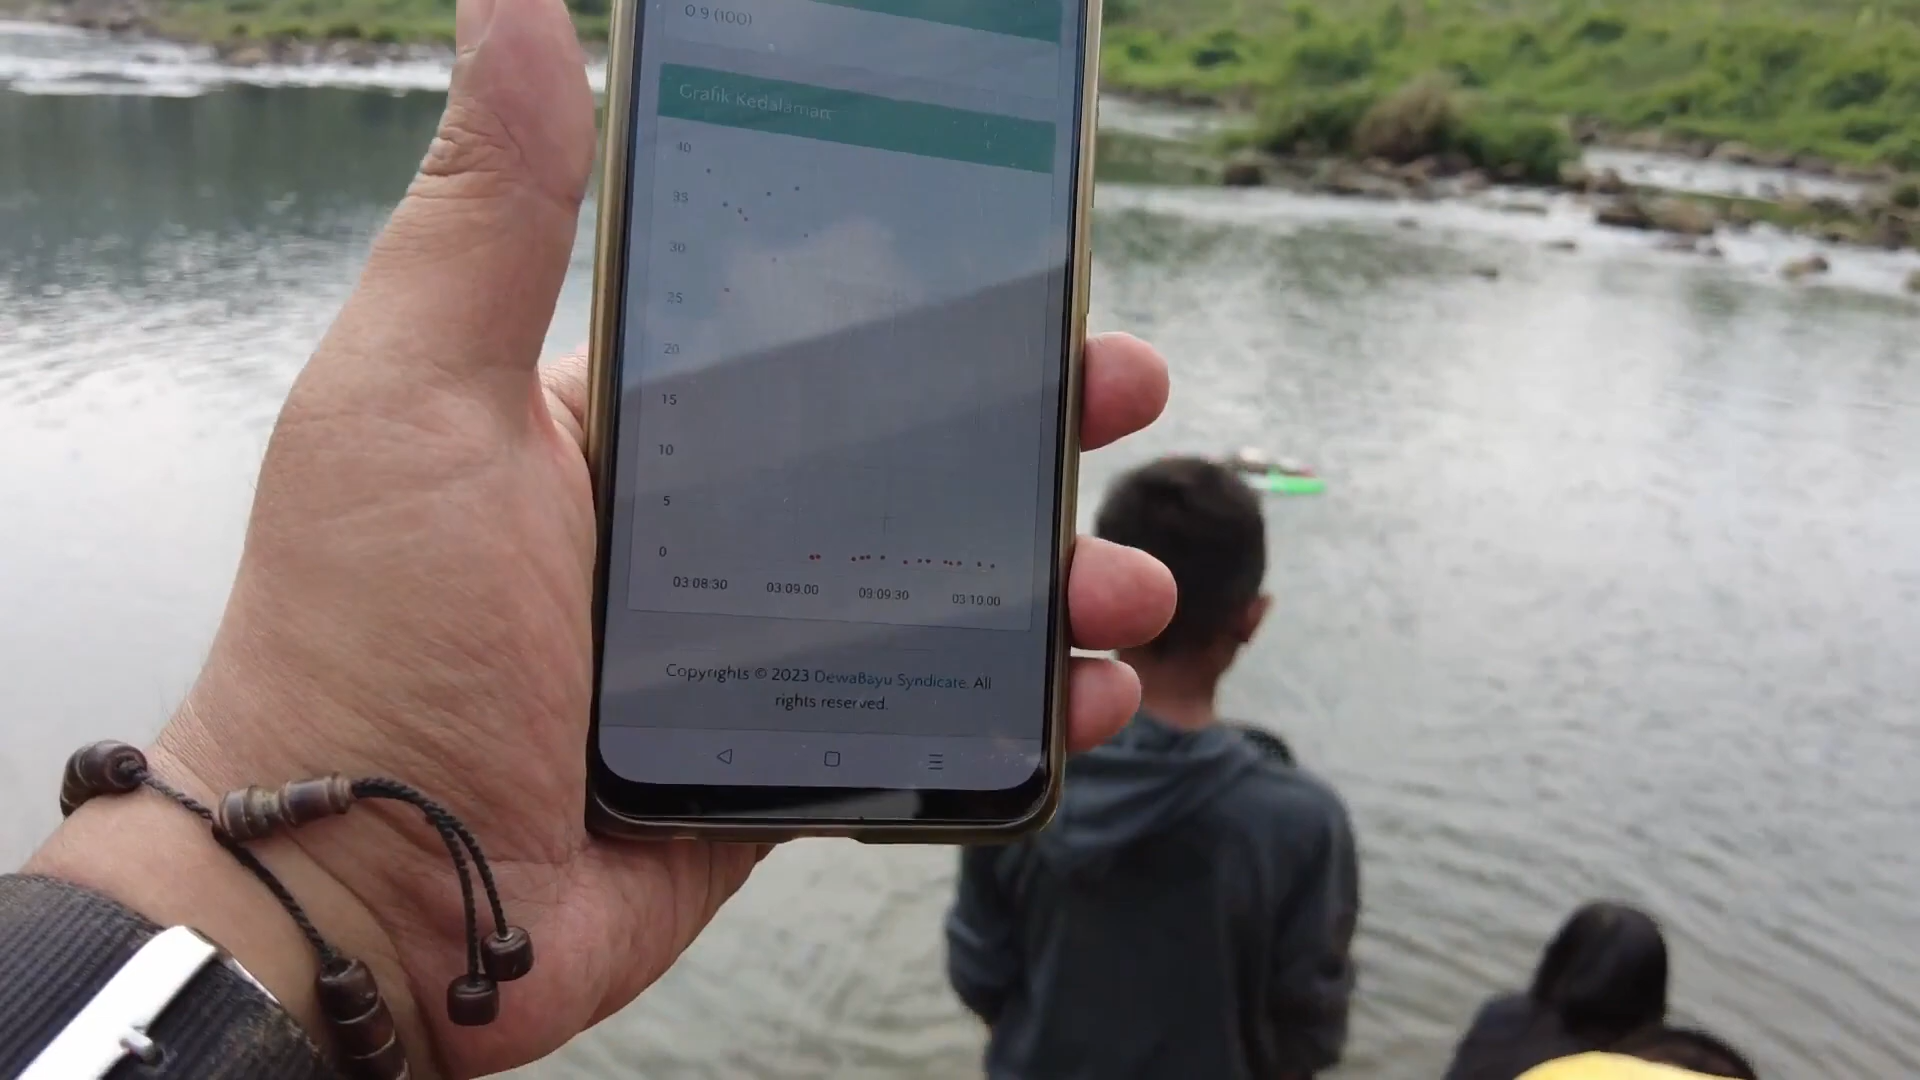 0.9 (100)
Grafik Kedalaman
40
35
30
25
20
15
10
5
0
03:08:30 03:09:00 03:09:30 03:10:00
Copyrights © 2023 DewaBayu Syndicate. All
rights reserved.